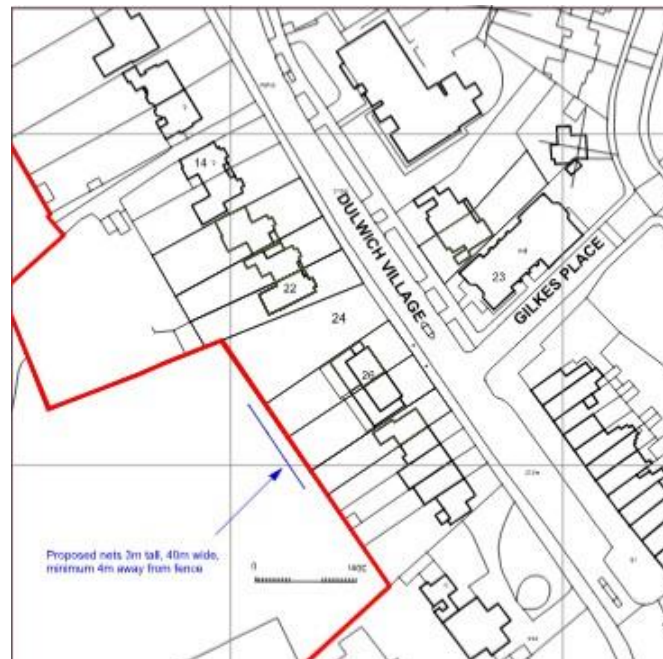 14
22
24
26
DULWICH VILLAGE
23
GILKES PLACE
Proposed nets 3m tall, 40m wide,
minimum 4m away from fence
0